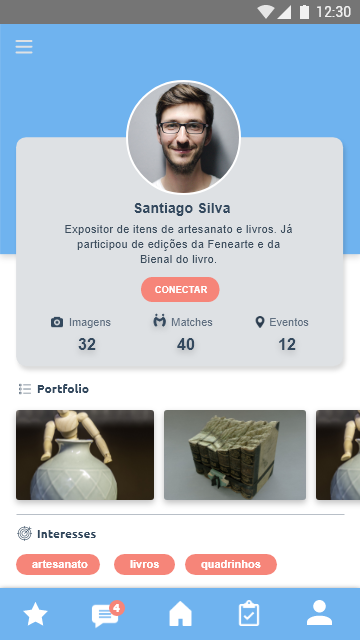 12:30
Santiago Silva
Expositor de itens de artesanato e livros. Já
participou de edições da Fenearte e da
Bienal do livro.
CONECTAR
Imagens Matches Eventos
32 40 12
Portfolio
Interesses
artesanato livros quadrinhos
4